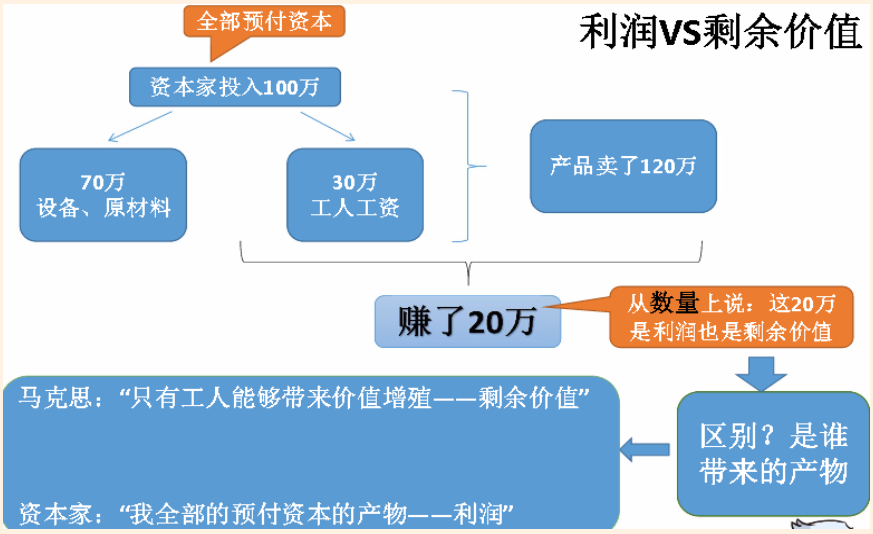 利润VS剩余价值
全部预付资本
资本家投入100万
70万
设备、原材料
30万
工人工资
产品卖了120万
赚了20万
从数量上说：这20万
是利润也是剩余价值
区别？是谁
带来的产物
马克思：“只有工人能够带来价值增殖——剩余价值”
资本家：“我全部的预付资本的产物——利润”